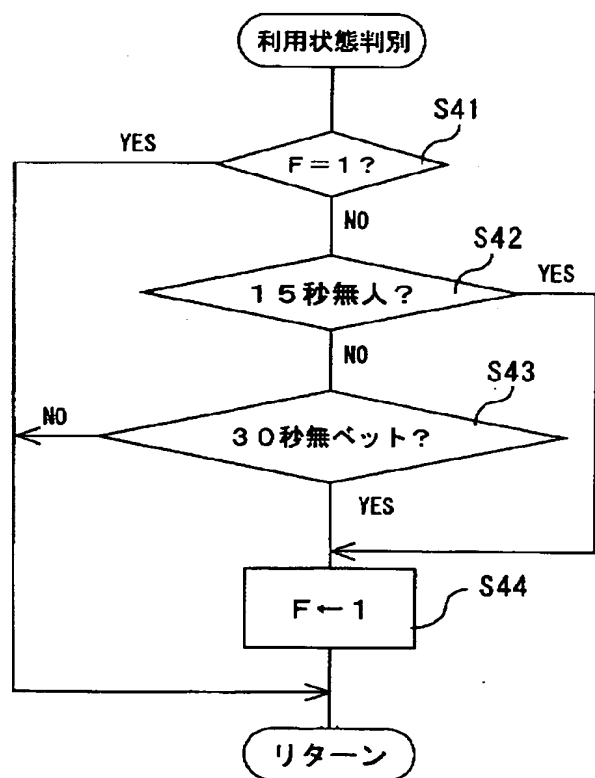 利用状態判別
S41
YES
F=1?
NO
S42
YES
15秒無人?
NO
S43
NO
30秒無ベット?
YES
S44
F←1
リターン